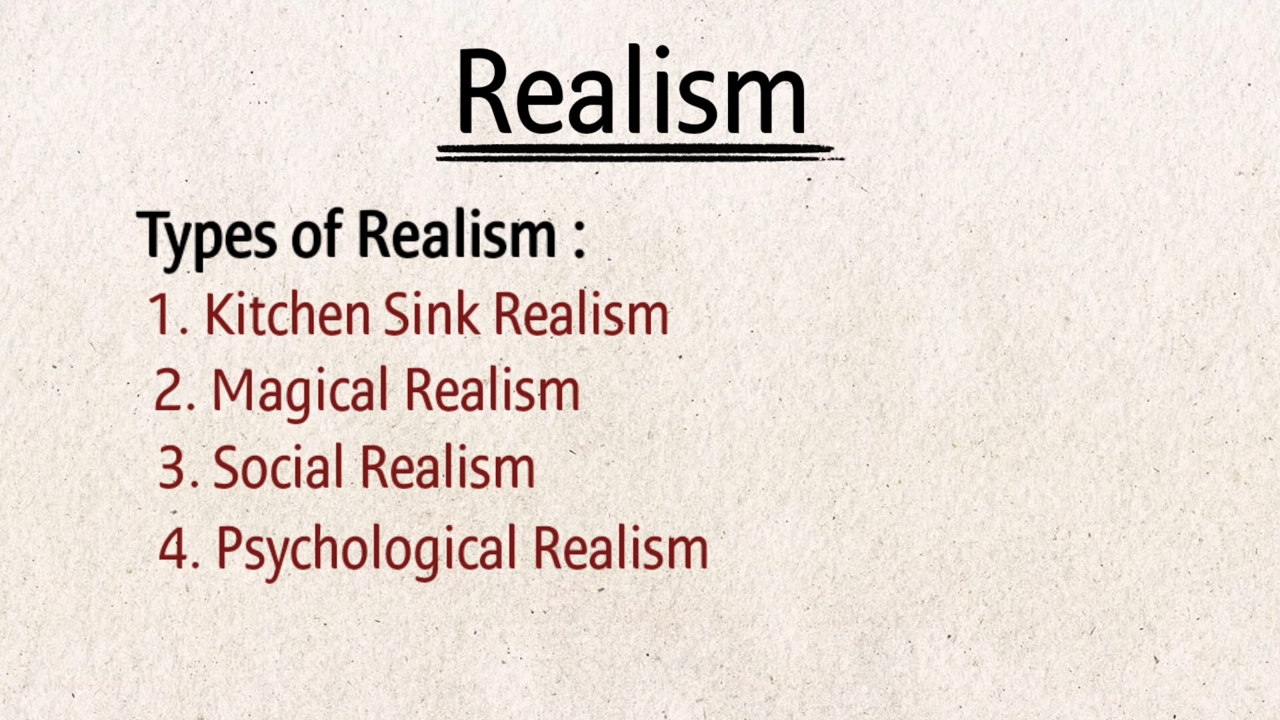 Realism
Types of Realism :
1. Kitchen Sink Realism
2. Magical Realism
3. Social Realism
4. Psychological Realism